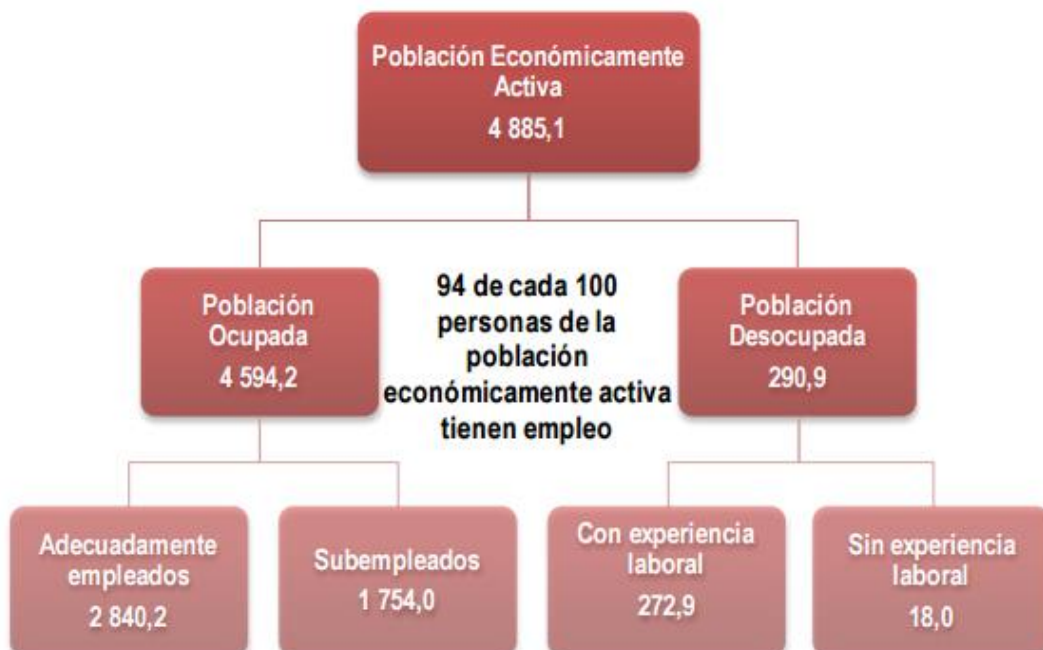 Población Económicamente
Activa
4 885,1
Población
Ocupada
4 594,2
94 de cada 100
personas de la
población
económicamente activa
tienen empleo
Población
Desocupada
290,9
Adecuadamente
empleados
2 840,2
Subempleados
1 754,0
Con experiencia
laboral
272,9
Sin experiencia
laboral
18,0